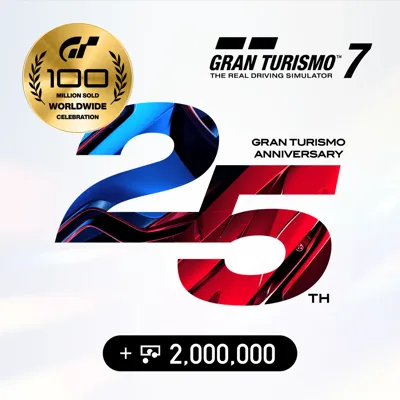 GT
100
MILLION SOLD
WORLDWIDE
CELEBRATION
GRAN TURISMO™ 7
THE REAL DRIVING SIMULATOR
GRAN TURISMO
ANNIVERSARY
25
TH
+ 2,000,000